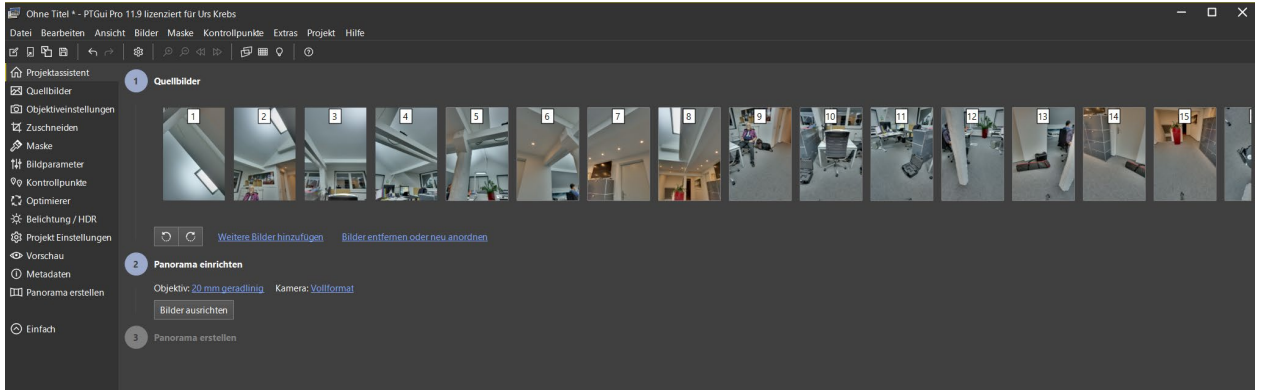 Ohne Titel * - PTGui Pro 11.9 lizenziert für Urs Krebs
Datei Bearbeiten Ansicht Bilder Maske Kontrollpunkte Extras Projekt Hilfe
Projektassistent
Quellbilder
Objektiveinstellungen
Zuschneiden
Maske
Bildparameter
Kontrollpunkte
Optimierer
Belichtung / HDR
Projekt Einstellungen
Vorschau
Metadaten
Panorama erstellen
Einfach
1 Quellbilder
1 2 3 4 5 6 7 8 9 10 11 12 13 14 15
Weitere Bilder hinzufügen Bilder entfernen oder neu anordnen
2 Panorama einrichten
Objektiv: 20 mm geradlinig Kamera: Vollformat
Bilder ausrichten
3 Panorama erstellen